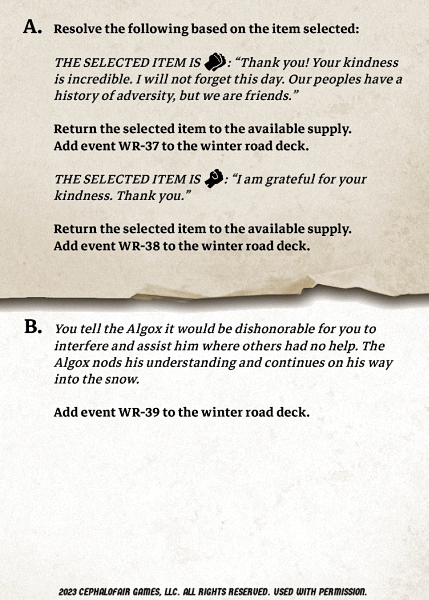 A. Resolve the following based on the item selected:
THE SELECTED ITEM IS : “Thank you! Your kindness
is incredible. I will not forget this day. Our peoples have a
history of adversity, but we are friends.”
Return the selected item to the available supply.
Add event WR-37 to the winter road deck.
THE SELECTED ITEM IS : “I am grateful for your
kindness. Thank you.”
Return the selected item to the available supply.
Add event WR-38 to the winter road deck.
B. You tell the Algox it would be dishonorable for you to
interfere and assist him where others had no help. The
Algox nods his understanding and continues on his way
into the snow.
Add event WR-39 to the winter road deck.
2023 CEPHALOFAIR GAMES, LLC. ALL RIGHTS RESERVED. USED WITH PERMISSION.